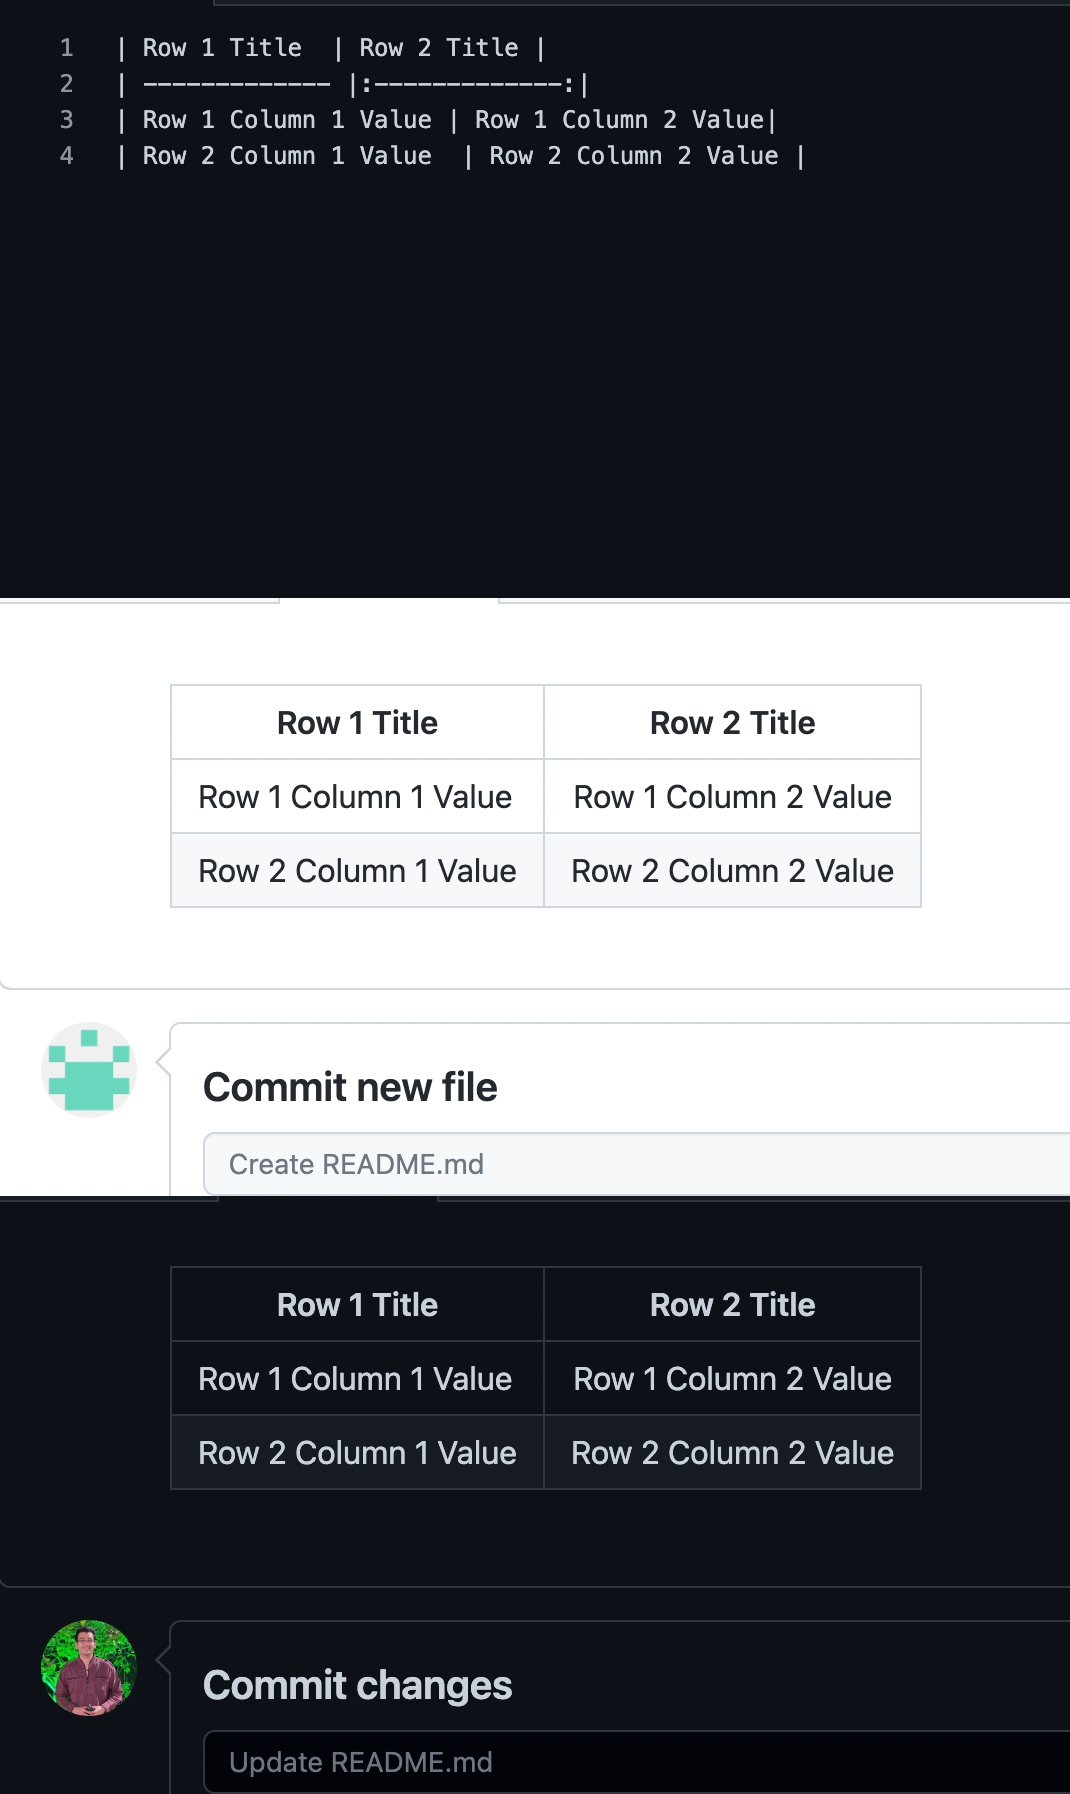 1 | Row 1 Title  | Row 2 Title |
2 | ------------- |:-------------:|
3 | Row 1 Column 1 Value | Row 1 Column 2 Value|
4 | Row 2 Column 1 Value  | Row 2 Column 2 Value |
Row 1 Title Row 2 Title
Row 1 Column 1 Value Row 1 Column 2 Value
Row 2 Column 1 Value Row 2 Column 2 Value
Commit new file
Create README.md
Row 1 Title Row 2 Title
Row 1 Column 1 Value Row 1 Column 2 Value
Row 2 Column 1 Value Row 2 Column 2 Value
Commit changes
Update README.md